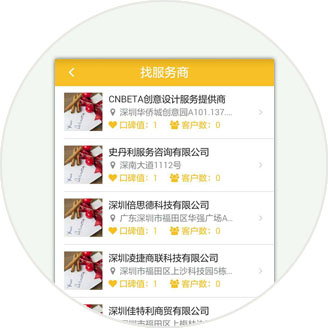 找服务商
CNBETA创意设计服务提供商
深圳华侨城创意园A101.137....
口碑值：1 客户数：0
史丹利服务咨询有限公司
深南大道1112号
口碑值：1 客户数：0
深圳倍思德科技有限公司
广东深圳市福田区华强广场A...
口碑值：1 客户数：0
深圳凌捷商联科技有限公司
深圳市福田区上沙科技园5栋...
口碑值：1 客户数：0
深圳佳特利商贸有限公司